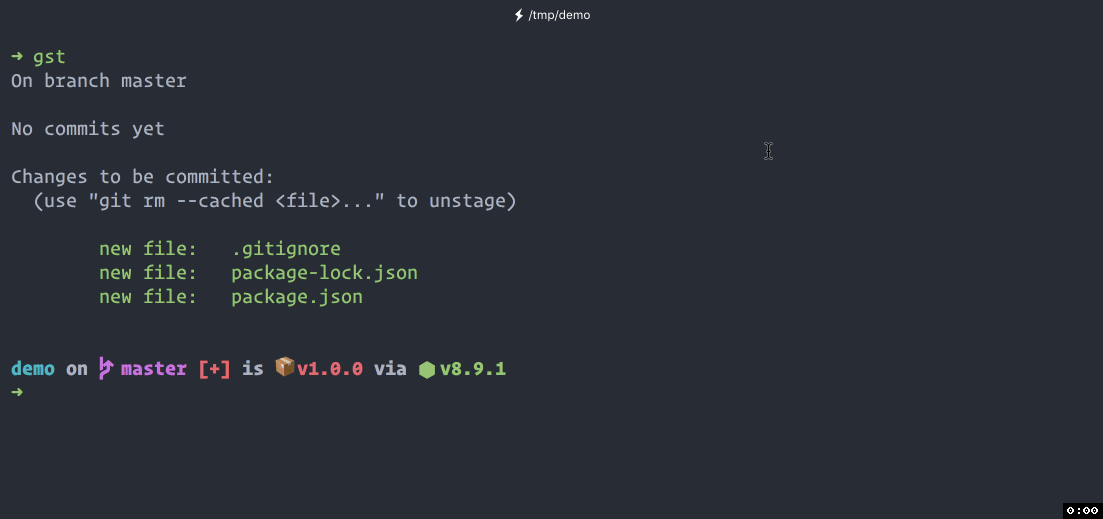 /tmp/demo
➜ gst
On branch master
No commits yet
Changes to be committed:
(use "git rm --cached <file>..." to unstage)
new file: .gitignore
new file: package-lock.json
new file: package.json
demo on master [+] is 📦v1.0.0 via ⬢ v8.9.1
➜
0:00